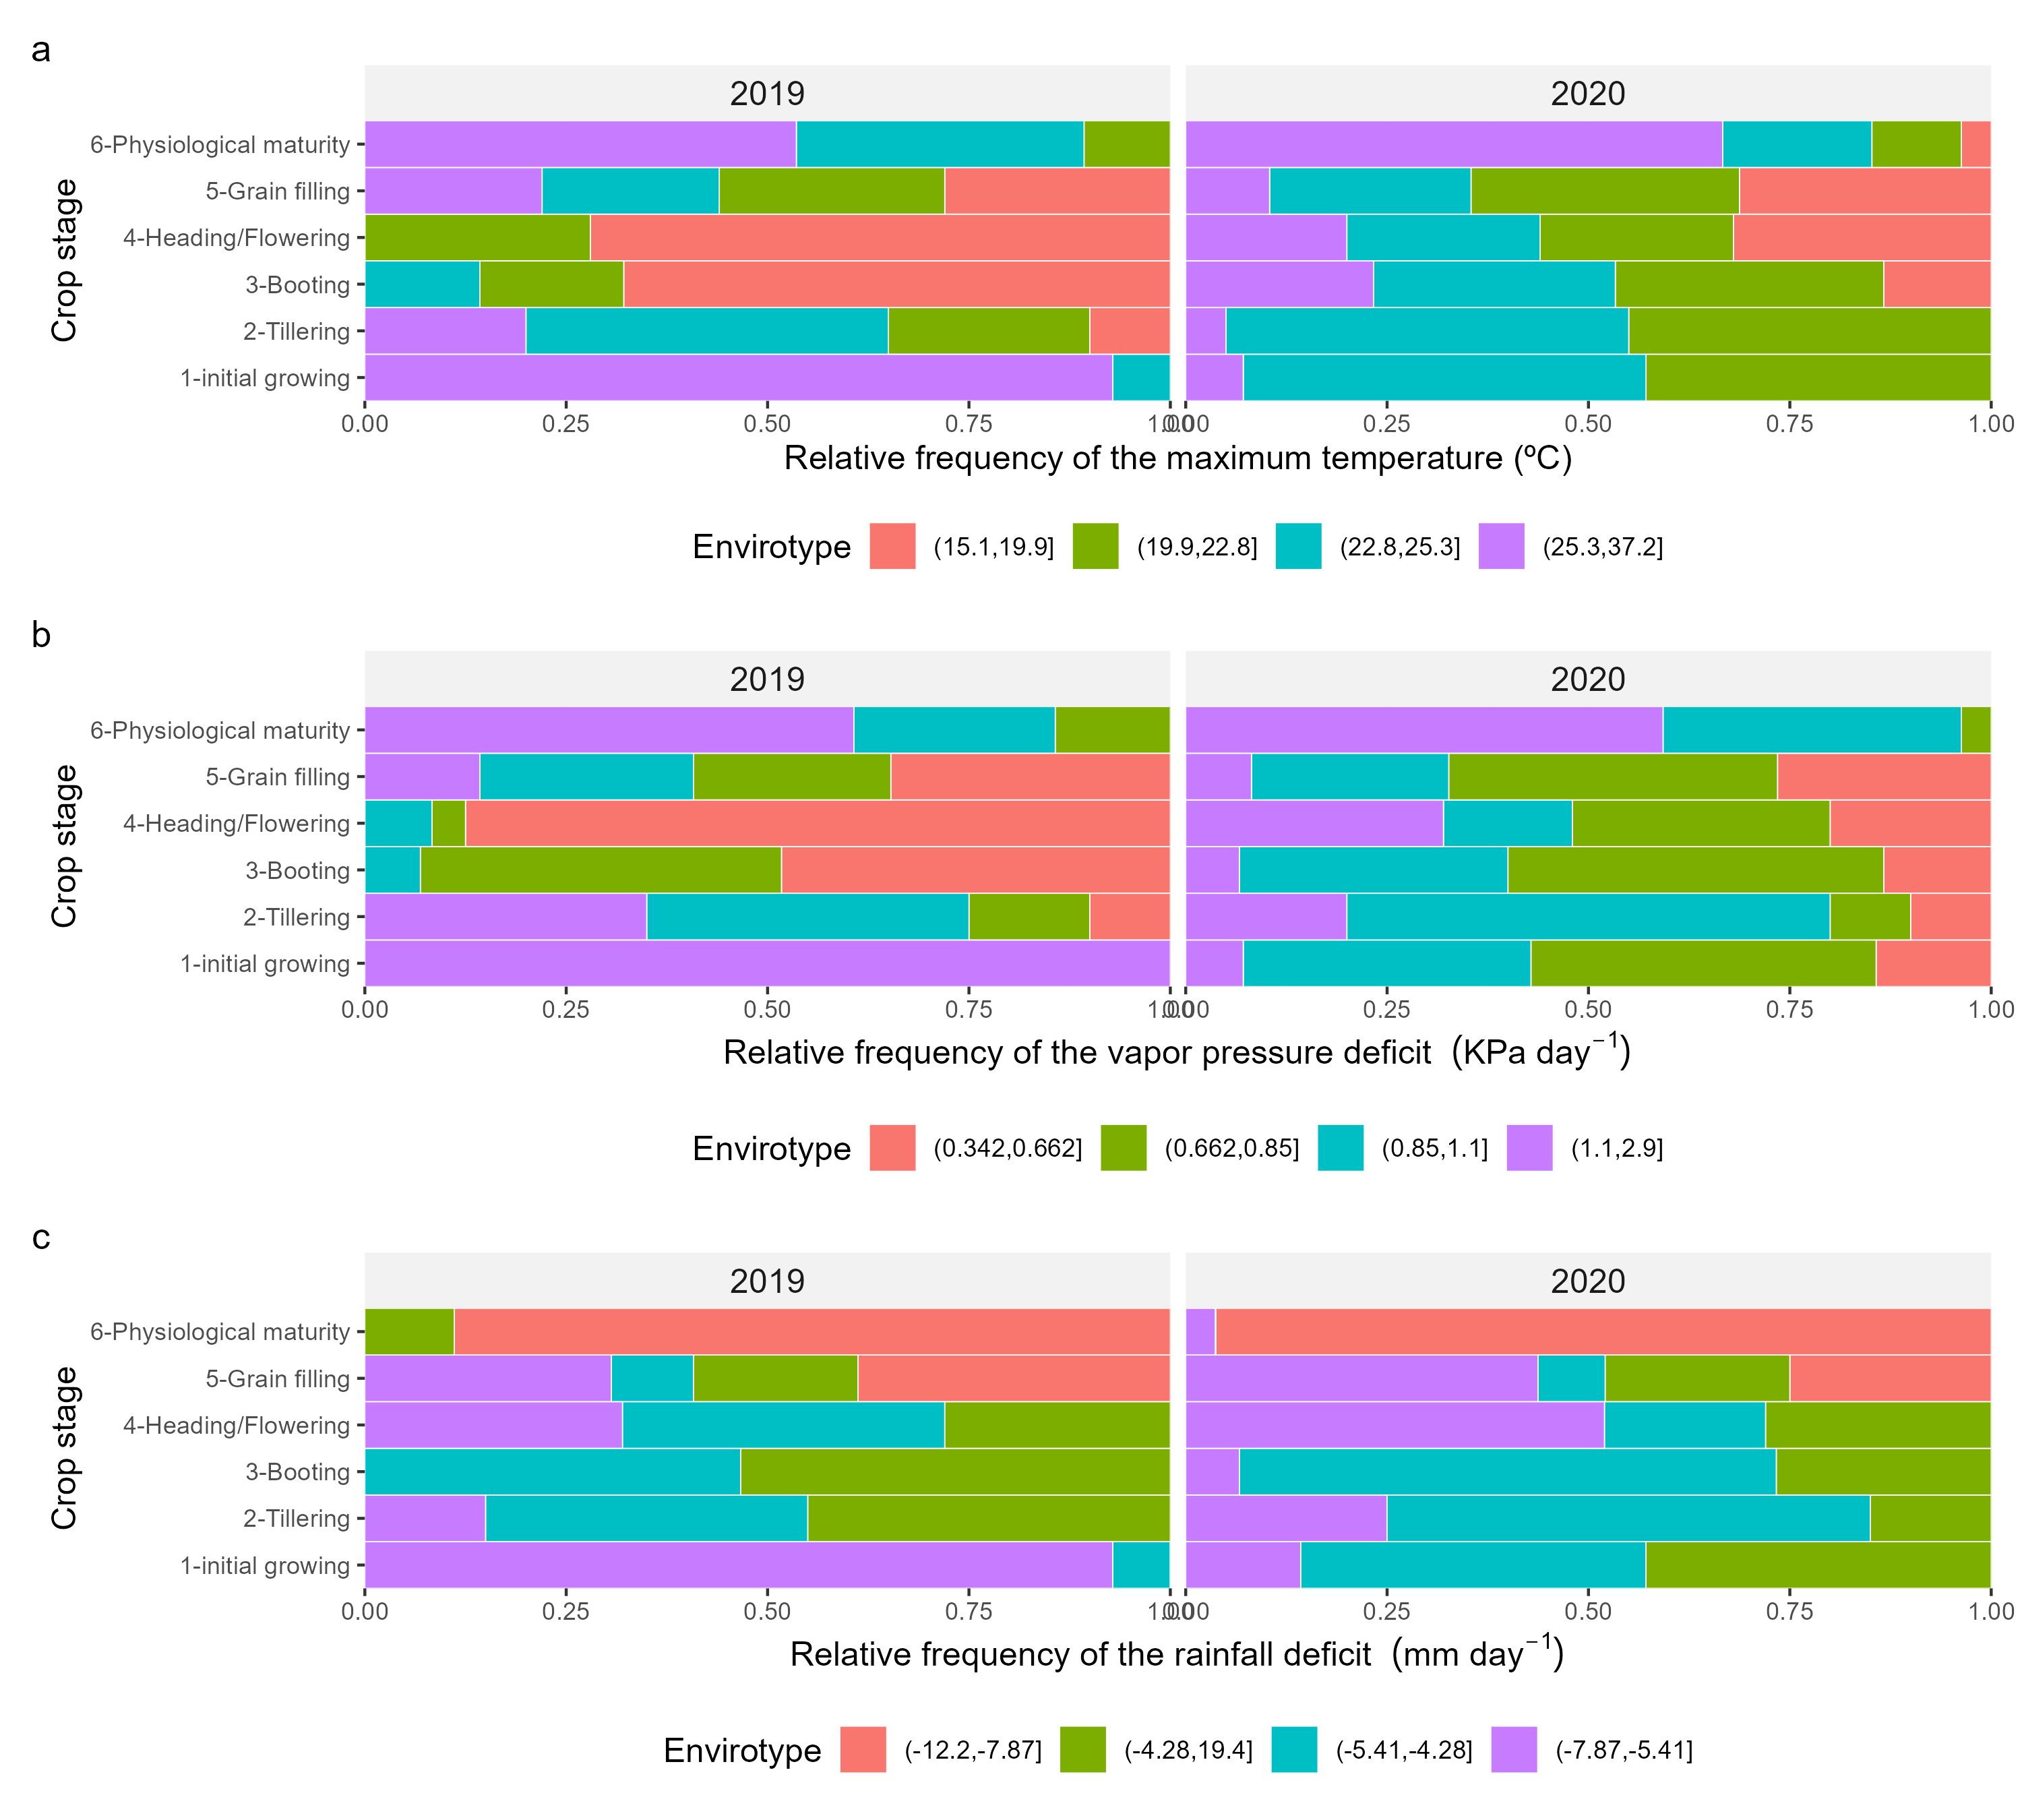 a
2019 2020
Crop stage
6-Physiological maturity
5-Grain filling
4-Heading/Flowering
3-Booting
2-Tillering
1-initial growing
0.00 0.25 0.50 0.75 1.00 0.00 0.25 0.50 0.75 1.00
Relative frequency of the maximum temperature (ºC)
Envirotype (15.1,19.9] (19.9,22.8] (22.8,25.3] (25.3,37.2]
b
2019 2020
Crop stage
6-Physiological maturity
5-Grain filling
4-Heading/Flowering
3-Booting
2-Tillering
1-initial growing
0.00 0.25 0.50 0.75 1.00 0.00 0.25 0.50 0.75 1.00
Relative frequency of the vapor pressure deficit (KPa day⁻¹)
Envirotype (0.342,0.662] (0.662,0.85] (0.85,1.1] (1.1,2.9]
c
2019 2020
Crop stage
6-Physiological maturity
5-Grain filling
4-Heading/Flowering
3-Booting
2-Tillering
1-initial growing
0.00 0.25 0.50 0.75 1.00 0.00 0.25 0.50 0.75 1.00
Relative frequency of the rainfall deficit (mm day⁻¹)
Envirotype (-12.2,-7.87] (-4.28,19.4] (-5.41,-4.28] (-7.87,-5.41]